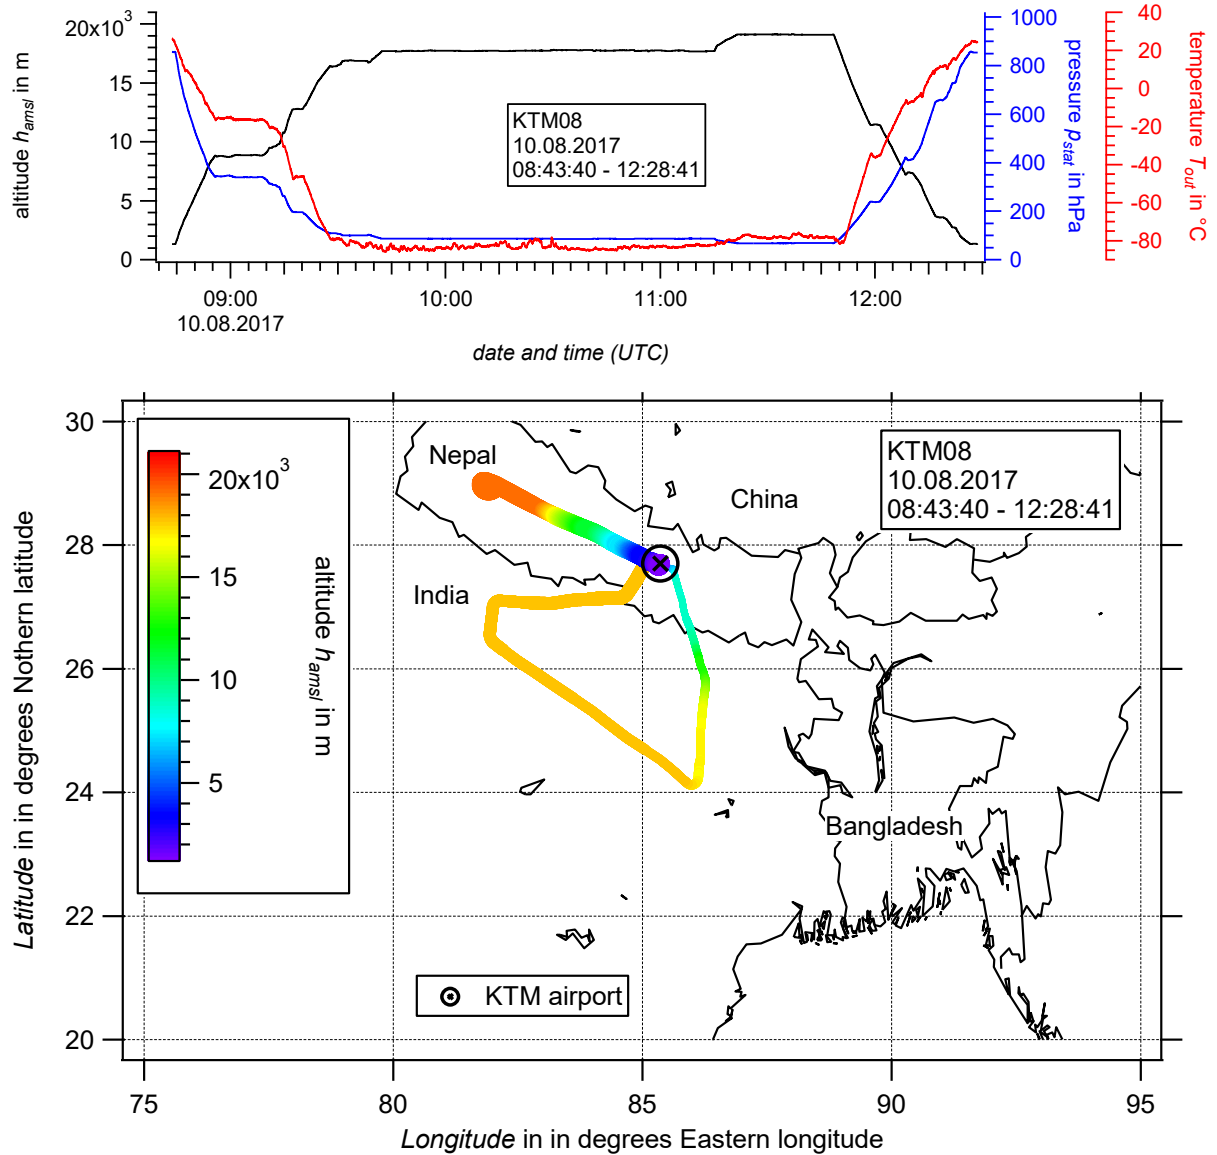 20x10³
15
10
5
0
altitude hamsl in m
KTM08
10.08.2017
08:43:40 - 12:28:41
1000
800
600
400
200
0
pressure pstat in hPa
40
20
0
-20
-40
-60
-80
temperature Tout in °C
09:00
10:00
11:00
12:00
10.08.2017
date and time (UTC)
30
28
26
24
22
20
Latitude in in degrees Nothern latitude
20x10³
15
10
5
altitude hamsl in m
Nepal
China
India
Bangladesh
KTM08
10.08.2017
08:43:40 - 12:28:41
KTM airport
75
80
85
90
95
Longitude in in degrees Eastern longitude